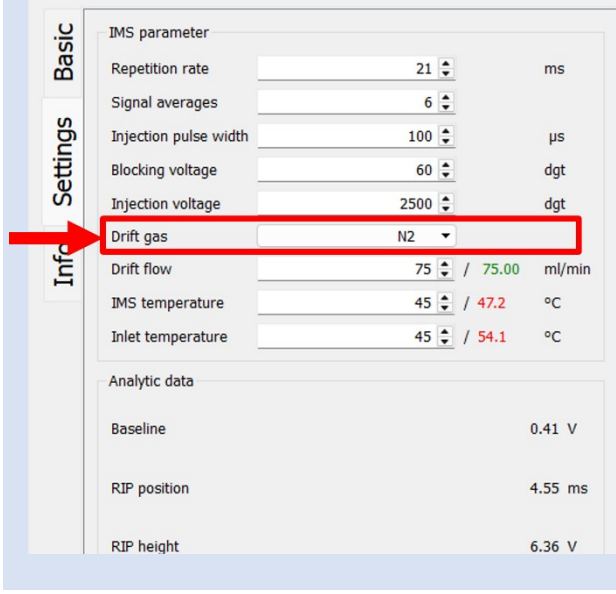 Basic
Settings
Info
IMS parameter
Repetition rate 21 ms
Signal averages 6
Injection pulse width 100 µs
Blocking voltage 60 dgt
Injection voltage 2500 dgt
Drift gas N2
Drift flow 75 / 75.00 ml/min
IMS temperature 45 / 47.2 °C
Inlet temperature 45 / 54.1 °C
Analytic data
Baseline 0.41 V
RIP position 4.55 ms
RIP height 6.36 V